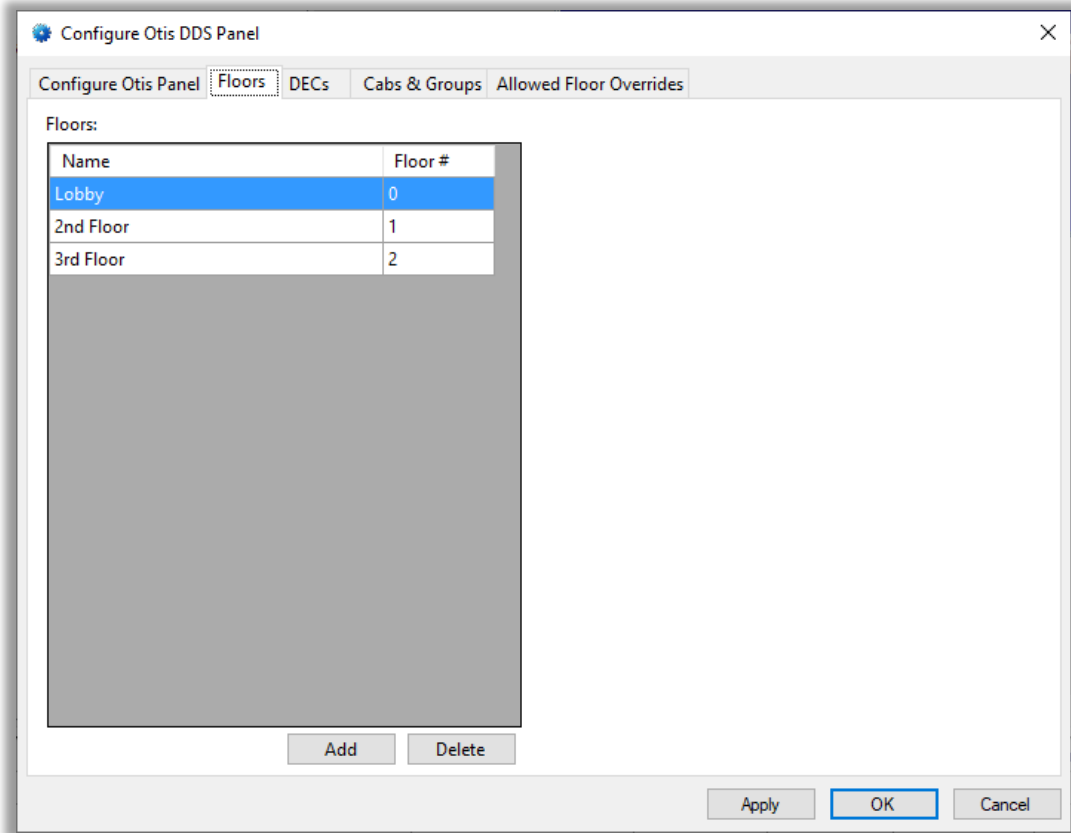 Configure Otis DDS Panel
Configure Otis Panel Floors DECs Cabs & Groups Allowed Floor Overrides
Floors:
Name Floor #
Lobby 0
2nd Floor 1
3rd Floor 2
Add Delete
Apply OK Cancel